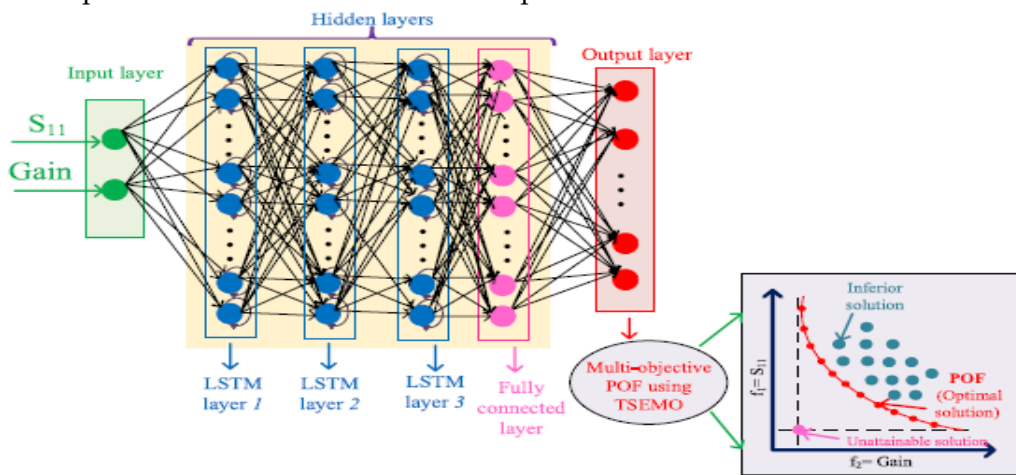 Hidden layers
Output layer
Input layer
S₁₁
Gain
LSTM
layer 1
LSTM
layer 2
LSTM
layer 3
Fully
connected
layer
Multi-objective
POF using
TSEMO
Inferior
solution
POF
(Optimal
solution)
Unattainable solution
f₁= S₁₁
f₂= Gain